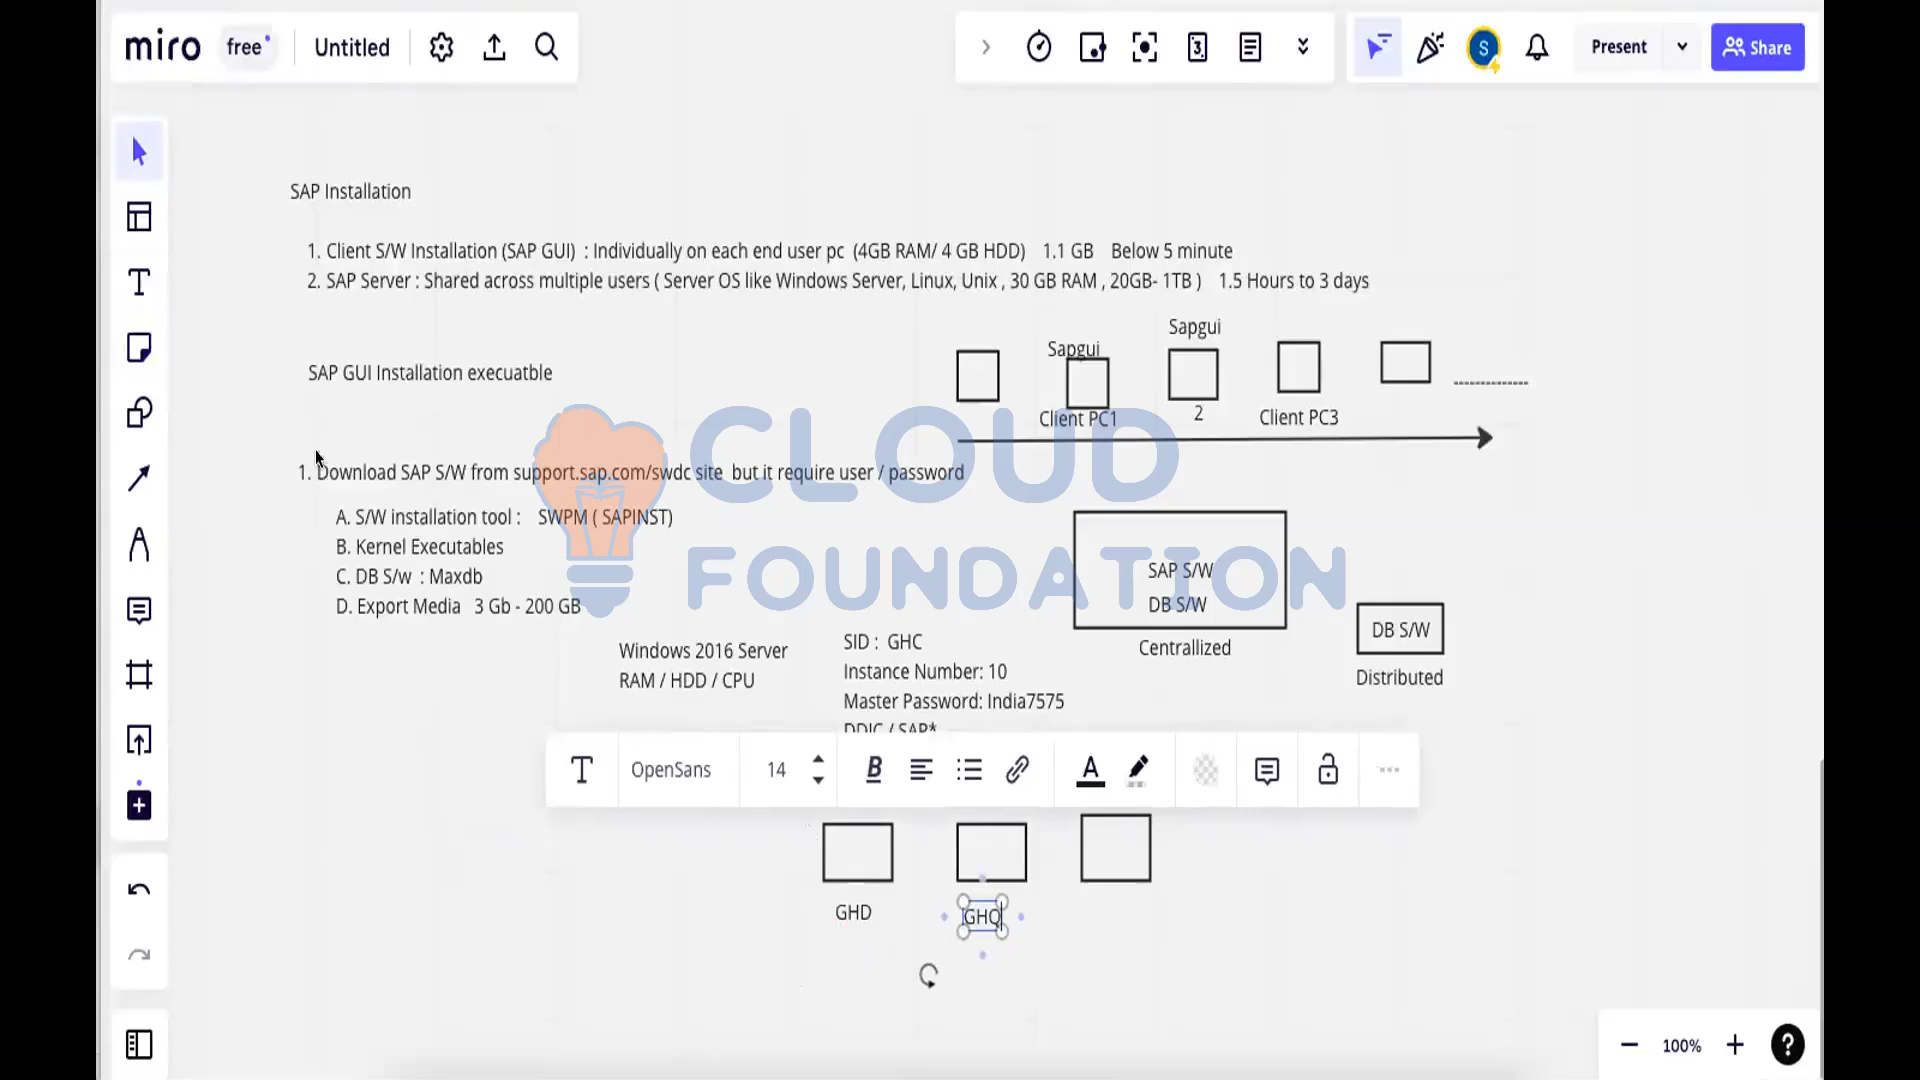 miro free Untitled
Present Share
SAP Installation
1. Client S/W Installation (SAP GUI) : Individually on each end user pc (4GB RAM/ 4 GB HDD) 1.1 GB Below 5 minute
2. SAP Server : Shared across multiple users ( Server OS like Windows Server, Linux, Unix , 30 GB RAM , 20GB- 1TB ) 1.5 Hours to 3 days
Sapgui
Sapgui
SAP GUI Installation execuatble
Client PC1
2
Client PC3
CLOUD
FOUNDATION
1. Download SAP S/W from support.sap.com/swdc site but it require user / password
A. S/W installation tool : SWPM ( SAPINST)
B. Kernel Executables
C. DB S/w : Maxdb
D. Export Media 3 Gb - 200 GB
SAP S/W
DB S/W
Centrallized
DB S/W
Distributed
Windows 2016 Server
RAM / HDD / CPU
SID : GHC
Instance Number: 10
Master Password: India7575
DDIC / SAP*
OpenSans 14 B A
GHD
GHQ
100%
S
3
T
T
?